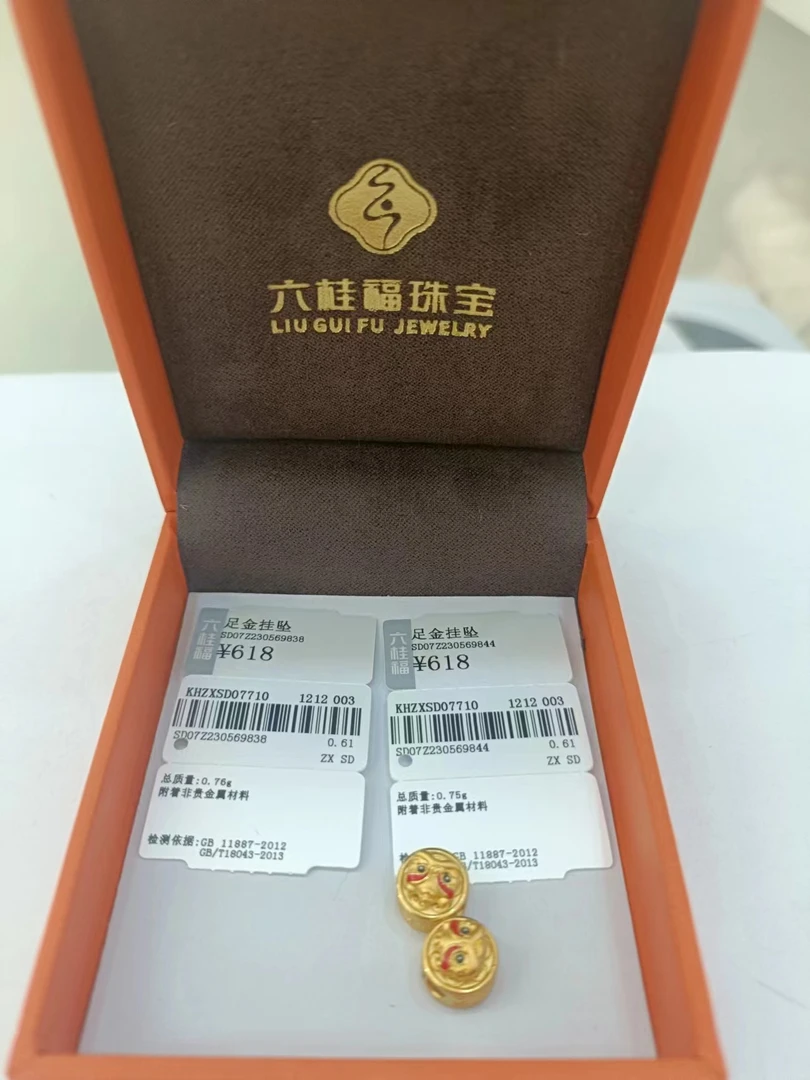 六桂福珠宝
LIU GUI FU JEWELRY
六桂福
足金挂坠
SD07Z230569838
¥618
KHZXSD07710 1212 003
SD07Z230569838 0.61
ZX SD
总质量:0.76g
附着非贵金属材料
检测依据:GB 11887-2012
GB/T18043-2013
六桂福
足金挂坠
SD07Z230569844
¥618
KHZXSD07710 1212 003
SD07Z230569844 0.61
ZX SD
总质量:0.75g
附着非贵金属材料
GB 11887-2012
/T18043-2013